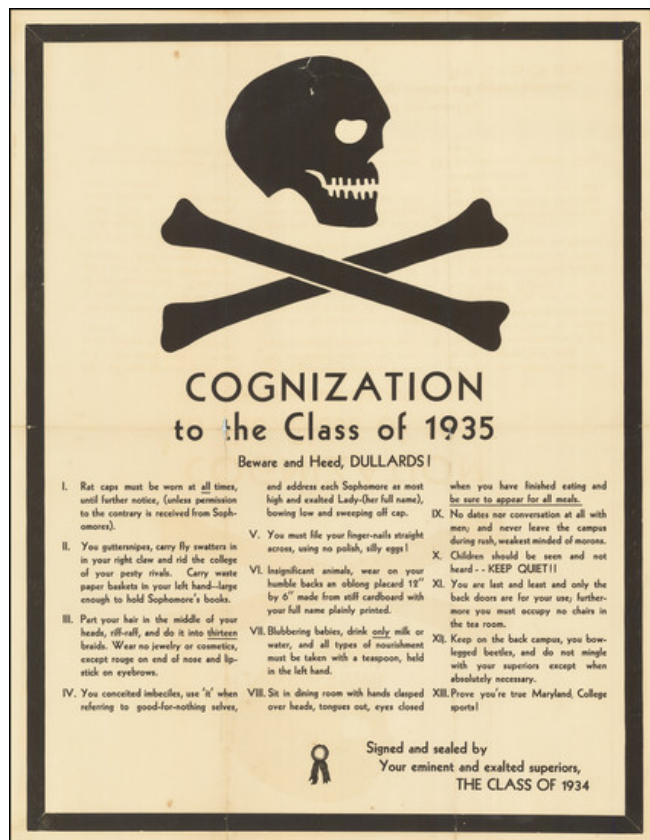 COGNIZATION
to the Class of 1935
Beware and Heed, DULLARDS!
I. Rat caps must be worn at all times,
until further notice, (unless permission
to the contrary is received from Soph-
omores).
II. You guttersnipes, carry fly swatters in
in your right claw and rid the college
of your pesty rivals. Carry waste
paper baskets in your left hand--large
enough to hold Sophomore's books.
III. Part your hair in the middle of your
heads, riff-raff, and do it into thirteen
braids. Wear no jewelry or cosmetics,
except rouge on end of nose and lip-
stick on eyebrows.
IV. You conceited imbeciles, use "it" when
referring to good-for-nothing selves,
and address each Sophomore as most
high and exalted Lady-(her full name),
bowing low and sweeping off cap.
V. You must file your finger-nails straight
across, using no polish, silly eggs!
VI. Insignificant animals, wear on your
humble backs an oblong placard 12"
by 6" made from stiff cardboard with
your full name plainly printed.
VII. Blubbering babies, drink only milk or
water, and all types of nourishment
must be taken with a teaspoon, held
in the left hand.
VIII. Sit in dining room with hands clasped
over heads, tongues out, eyes closed
when you have finished eating and
be sure to appear for all meals.
IX. No dates nor conversation at all with
men; and never leave the campus
during rush, weakest minded of morons.
X. Children should be seen and not
heard - - KEEP QUIET!!
XI. You are last and least and only the
back doors are for your use; further-
more you must occupy no chairs in
the tea room.
XII. Keep on the back campus, you bow-
legged beetles, and do not mingle
with your superiors except when
absolutely necessary.
XIII. Prove you're true Maryland College
sports!
Signed and sealed by
Your eminent and exalted superiors,
THE CLASS OF 1934